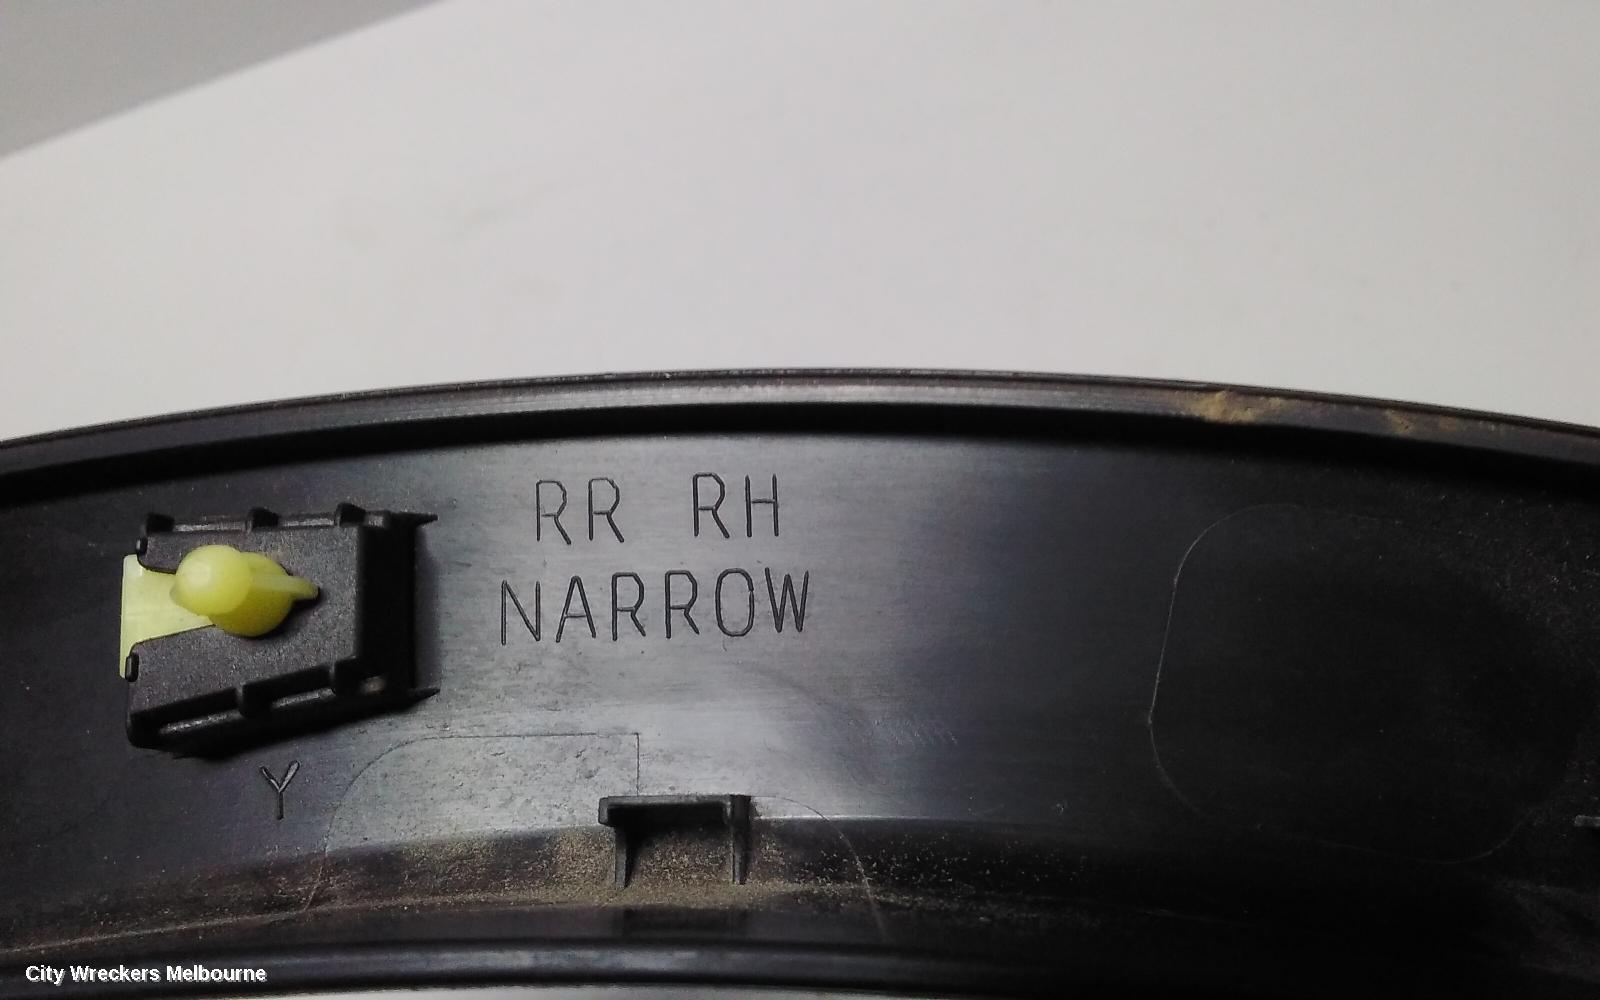 RR RH
NARROW
Y
City Wreckers Melbourne